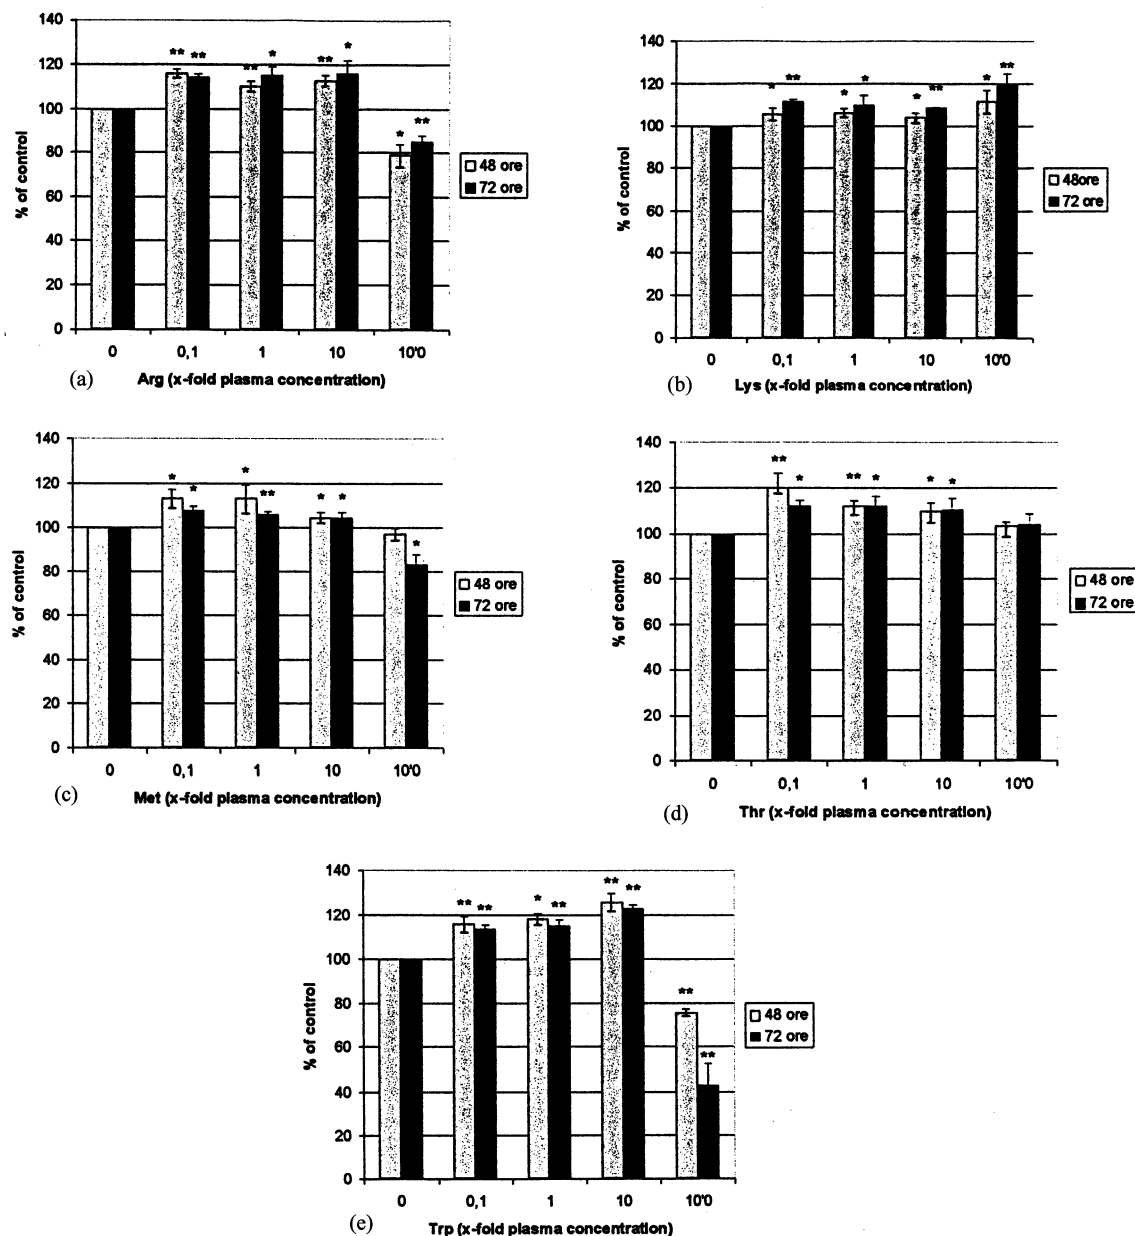 140
120
100
80
60
40
20
0
% of control
** ** ** * ** * * **
48 ore
72 ore
0 0,1 1 10 10'0
(a) Arg (x-fold plasma concentration)
140
120
100
80
60
40
20
0
% of control
* ** * * * ** * **
48ore
72 ore
0 0,1 1 10 10'0
(b) Lys (x-fold plasma concentration)
140
120
100
80
60
40
20
0
% of control
* * * ** * * *
48 ore
72 ore
0 0,1 1 10 10'0
(c) Met (x-fold plasma concentration)
140
120
100
80
60
40
20
0
% of control
** * ** * * *
48 ore
72 ore
0 0,1 1 10 10'0
(d) Thr (x-fold plasma concentration)
140
120
100
80
60
40
20
0
% of control
** ** * ** ** ** ** **
48 ore
72 ore
0 0,1 1 10 10'0
(e) Trp (x-fold plasma concentration)